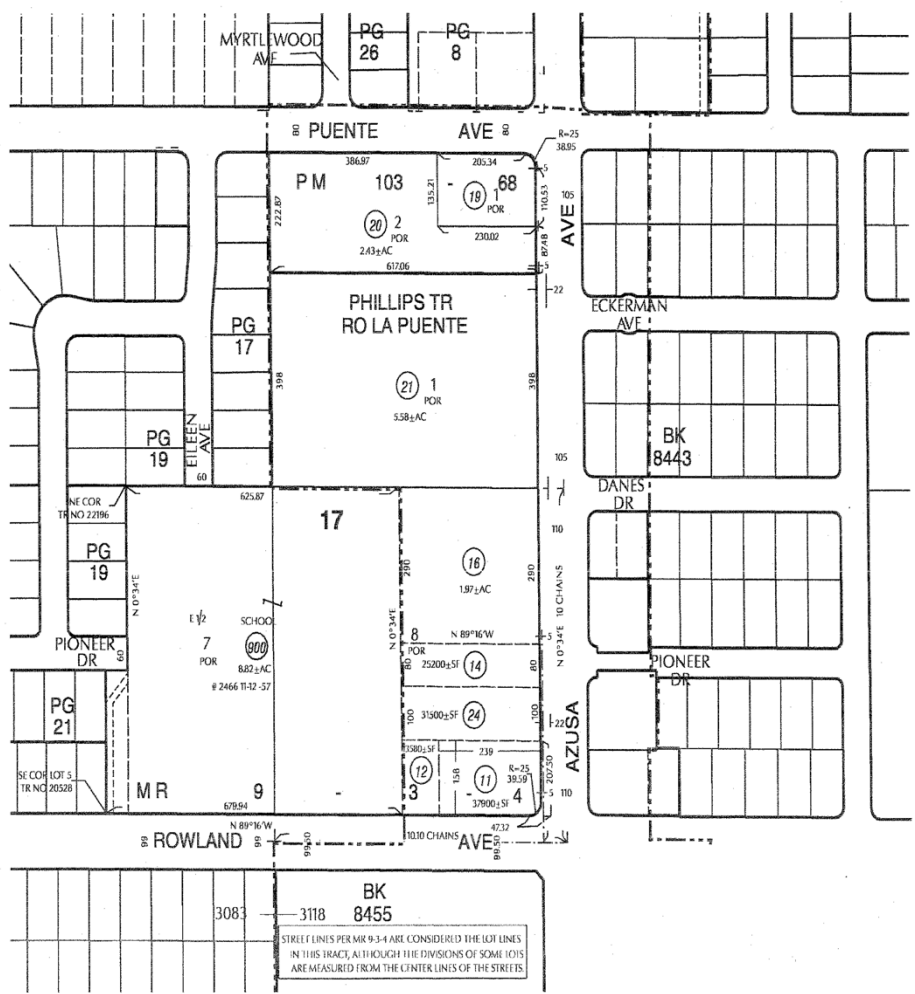 MYRTLEWOOD
AVE
PG
26
PG
8
80
PUENTE
AVE
80
R=25
38.95
386.97
205.34
5
P M
103
-
68
19
1
POR
135.21
110.53
105
222.87
20
2
POR
2.43±AC
230.02
87.48
AVE
617.06
5
22
PHILLIPS TR
RO LA PUENTE
ECKERMAN
AVE
PG
17
398
21
1
POR
5.58±AC
398
PG
19
EILEEN
AVE
60
BK
8443
105
625.87
NE COR
TR NO 22196
17
7
DANES
DR
110
PG
19
N 0°34'E
290
16
1.97±AC
290
10 CHAINS
E 1/2
7
POR
SCHOOL
900
8.82±AC
# 2466 11-12 -57
N 0°34'E
8
POR
N 89°16'W
5
N 0°34'E
PIONEER
DR
60
80
25200±SF
14
80
PIONEER
DR
PG
21
100
31500±SF
24
100
22
AZUSA
SE COR LOT 5
TR NO 20528
239
12
158
11
37900±SF
R=25
39.59
207.50
5
110
M R
9
-
3
-
4
679.94
N 89°16'W
47.32
99
ROWLAND
99
99.50
10.10 CHAINS
AVE
99.50
3083
3118
BK
8455
STREET LINES PER MR 9-3-4 ARE CONSIDERED THE LOT LINES
IN THIS TRACT, ALTHOUGH THE DIVISIONS OF SOME LOTS
ARE MEASURED FROM THE CENTER LINES OF THE STREETS.